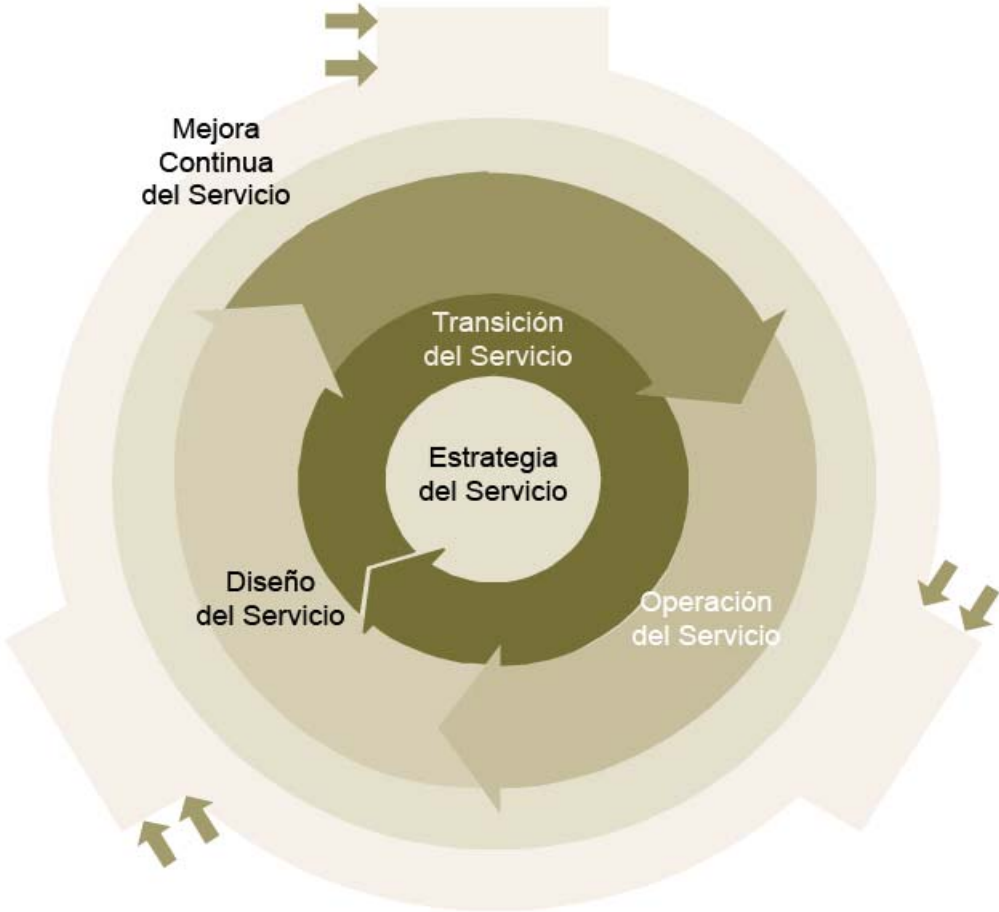 Mejora
Continua
del Servicio
Transición
del Servicio
Estrategia
del Servicio
Diseño
del Servicio
Operación
del Servicio